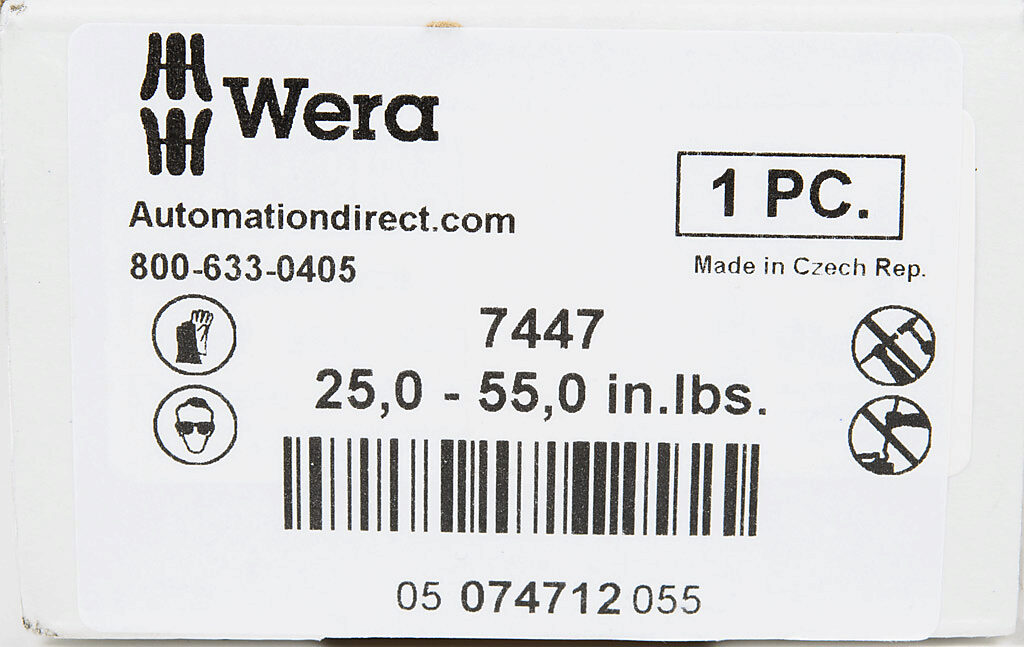 Wera
Automationdirect.com
800-633-0405
1 PC.
Made in Czech Rep.
7447
25,0 - 55,0 in.lbs.
05 074712 055